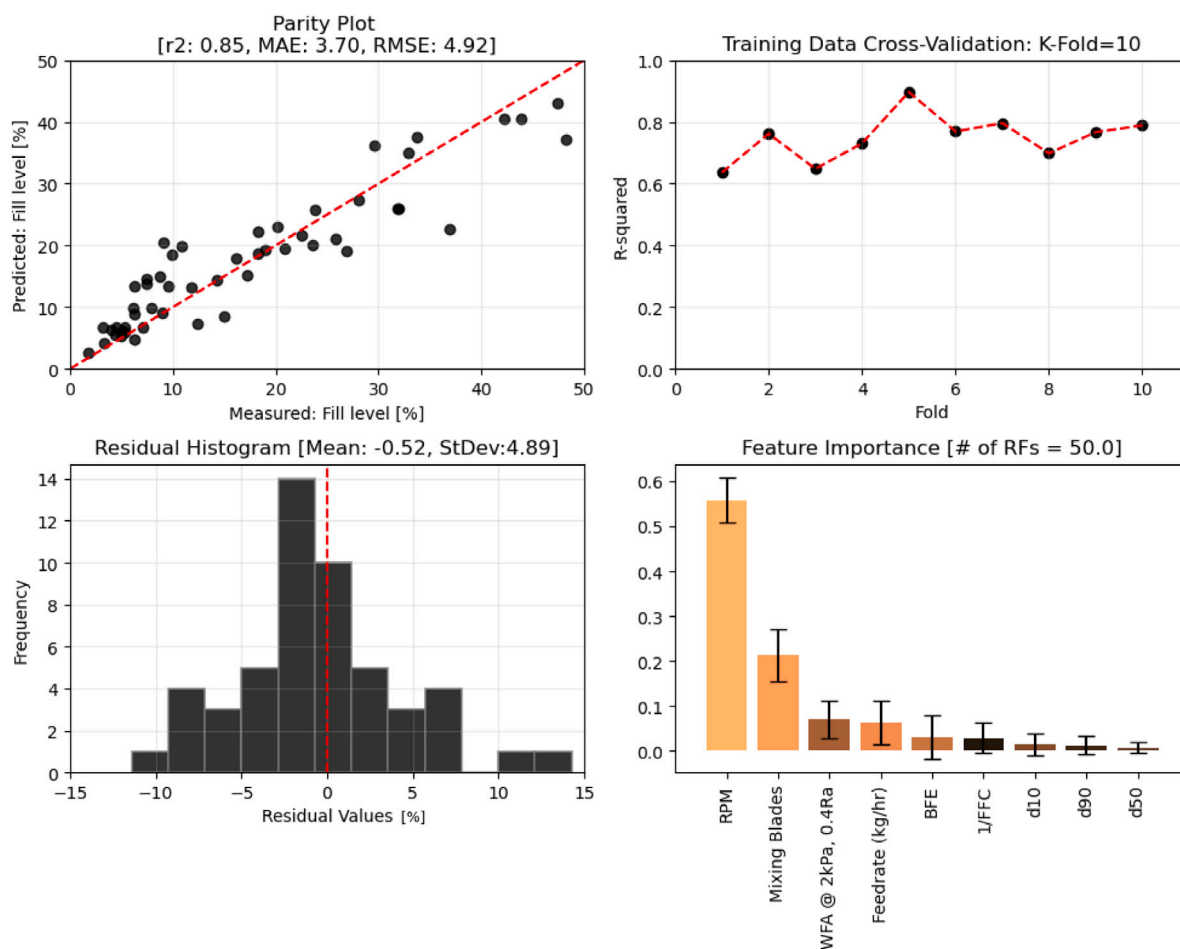 Parity Plot
[r2: 0.85, MAE: 3.70, RMSE: 4.92]
50
40
30
20
10
0
Predicted: Fill level [%]
0 10 20 30 40 50
Measured: Fill level [%]
Training Data Cross-Validation: K-Fold=10
1.0
0.8
0.6
0.4
0.2
0.0
R-squared
0 2 4 6 8 10
Fold
Residual Histogram [Mean: -0.52, StDev:4.89]
14
12
10
8
6
4
2
0
Frequency
−15 −10 −5 0 5 10 15
Residual Values [%]
Feature Importance [# of RFs = 50.0]
0.6
0.5
0.4
0.3
0.2
0.1
0.0
RPM
Mixing Blades
WFA @ 2kPa, 0.4Ra
Feedrate (kg/hr)
BFE
1/FFC
d10
d90
d50